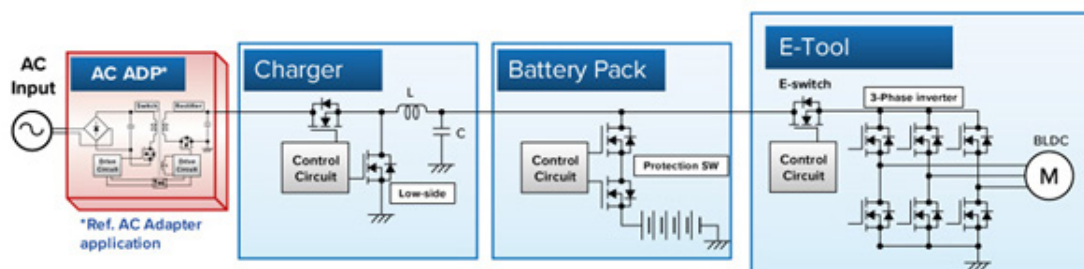 AC
Input
AC ADP*
Switch
Rectifier
Drive
Circuit
Drive
Circuit
*Ref. AC Adapter
application
Charger
L
C
Control
Circuit
Low-side
Battery Pack
Control
Circuit
Protection SW
E-Tool
E-switch
3-Phase inverter
Control
Circuit
BLDC
M